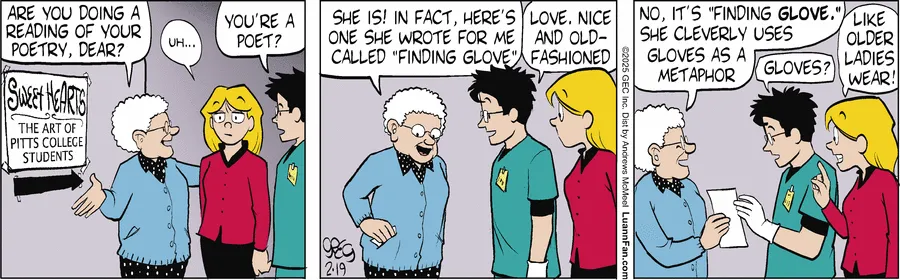 ARE YOU DOING A
READING OF YOUR
POETRY, DEAR?
UH...
YOU'RE A
POET?
SWEET HEARTS
THE ART OF
PITTS COLLEGE
STUDENTS
SHE IS! IN FACT, HERE'S
ONE SHE WROTE FOR ME
CALLED "FINDING GLOVE"
LOVE. NICE
AND OLD-
FASHIONED
GREG
2-19
©2025 GEC Inc. Dist by Andrews McMeel LuannFan.com
NO, IT'S "FINDING GLOVE."
SHE CLEVERLY USES
GLOVES AS A
METAPHOR
GLOVES?
LIKE
OLDER
LADIES
WEAR!